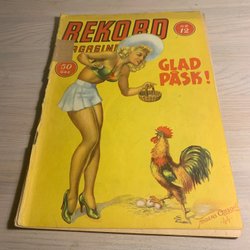 REKORD
MAGASINET
NR
12
50 öre
GLAD
PÅSK!